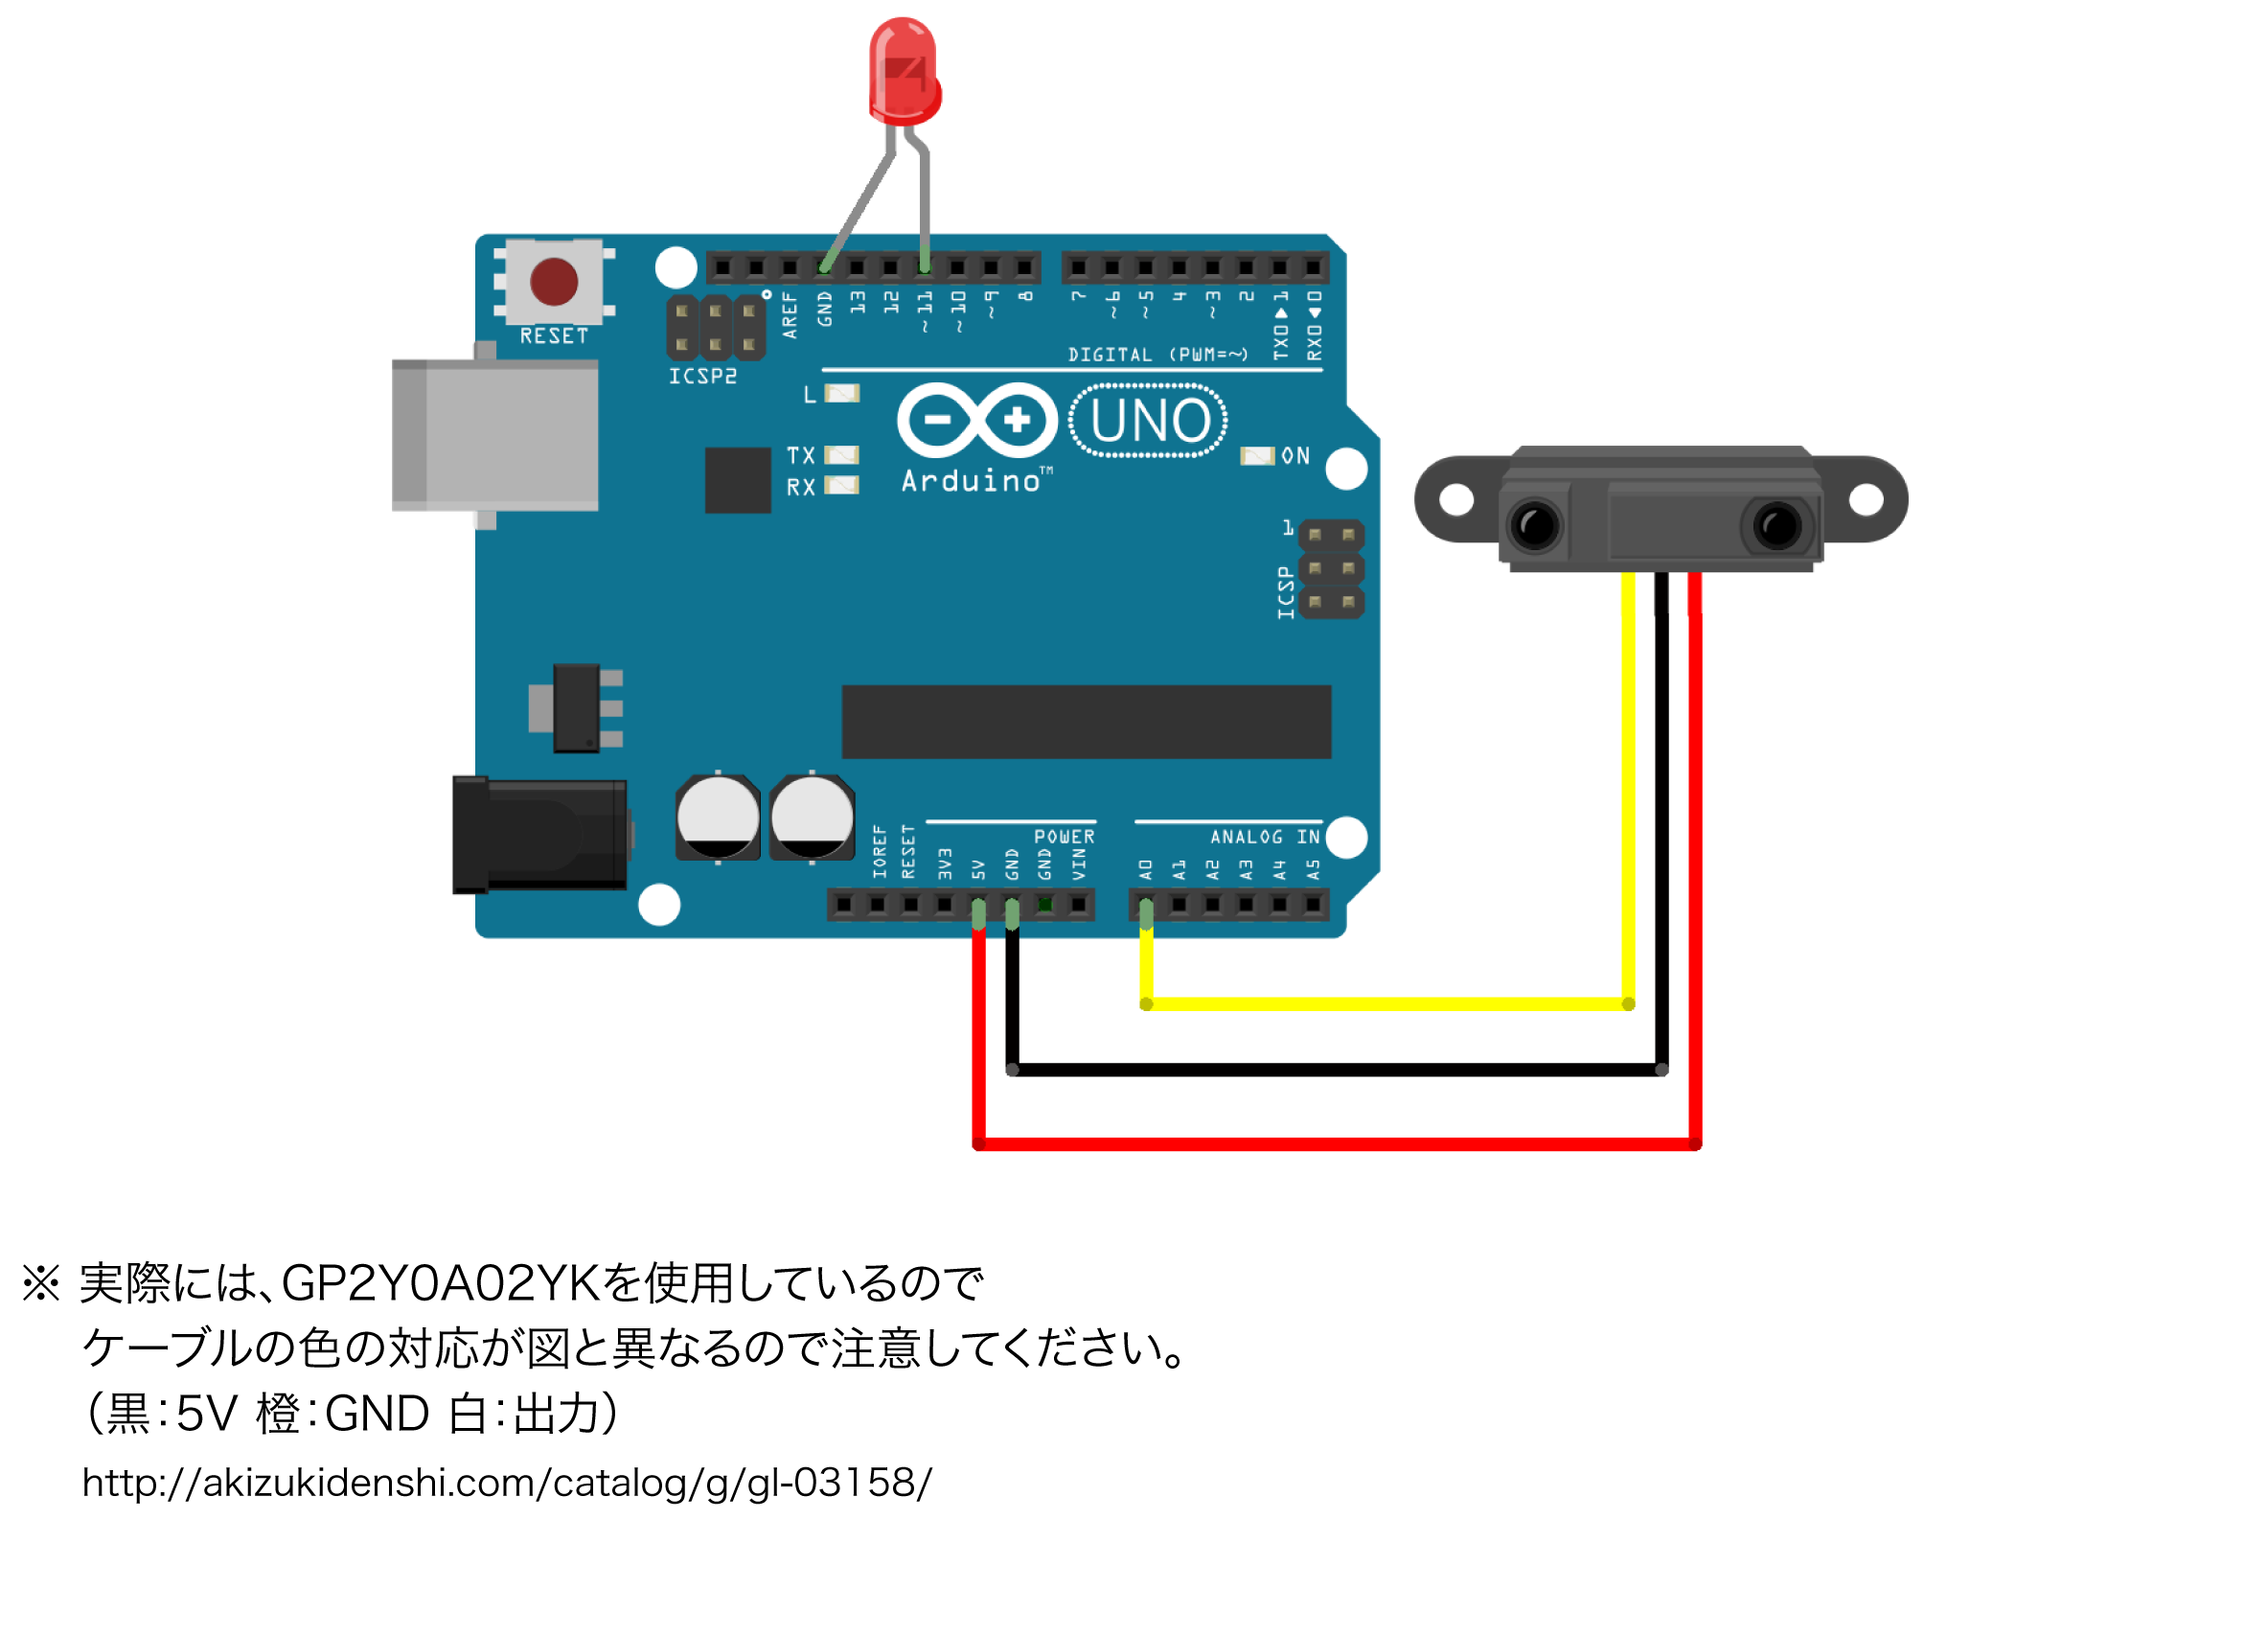 RESET
ICSP2
AREF
GND
13
12
~11
~10
~9
8
7
~6
~5
4
~3
2
TX0▶1
RX0◀0
DIGITAL (PWM=~)
L
TX
RX
Arduino™
UNO
ON
1
ICSP
IOREF
RESET
3V3
5V
GND
GND
VIN
POWER
ANALOG IN
A0
A1
A2
A3
A4
A5
※ 実際には、GP2Y0A02YKを使用しているので
ケーブルの色の対応が図と異なるので注意してください。
（黒：5V 橙：GND 白：出力）
http://akizukidenshi.com/catalog/g/gI-03158/